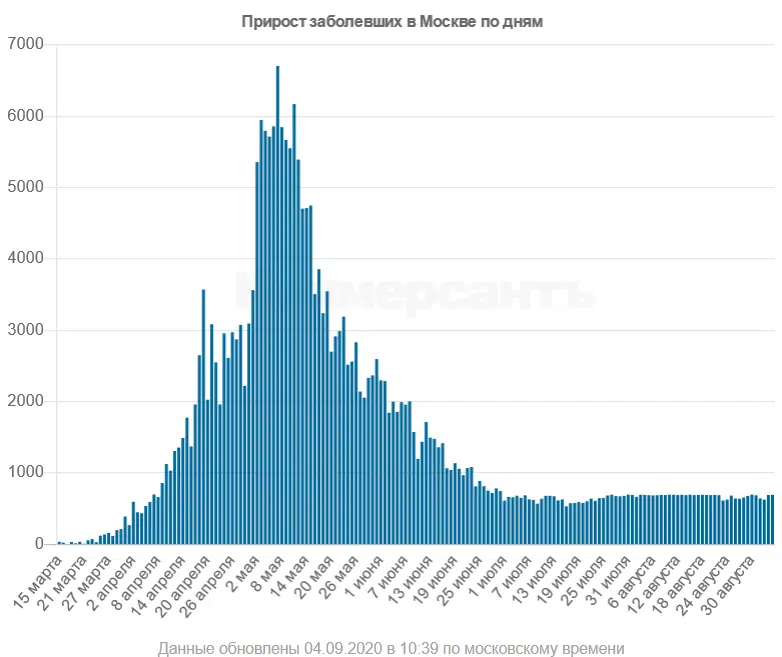 Прирост заболевших в Москве по дням
7000
6000
5000
4000
3000
2000
1000
0
Коммерсантъ
15 марта
21 марта
27 марта
2 апреля
8 апреля
14 апреля
20 апреля
26 апреля
2 мая
8 мая
14 мая
20 мая
26 мая
1 июня
7 июня
13 июня
19 июня
25 июня
1 июля
7 июля
13 июля
19 июля
25 июля
31 июля
6 августа
12 августа
18 августа
24 августа
30 августа
Данные обновлены 04.09.2020 в 10:39 по московскому времени